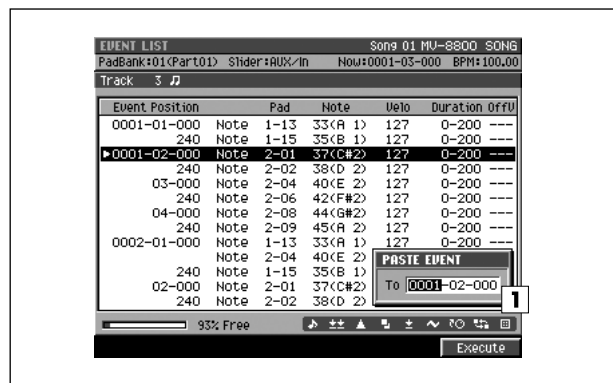 EVENT LIST Song 01 MV-8800 SONG
PadBank:01(Part01) Slider:AUX/In Now:0001-03-000 BPM:100.00
Track 3
Event Position Pad Note Velo Duration OffV
0001-01-000 Note 1-13 33(A 1) 127 0-200 ---
240 Note 1-15 35(B 1) 127 0-200 ---
0001-02-000 Note 2-01 37(C#2) 127 0-200 ---
240 Note 2-02 38(D 2) 127 0-200 ---
03-000 Note 2-04 40(E 2) 127 0-200 ---
240 Note 2-06 42(F#2) 127 0-200 ---
04-000 Note 2-08 44(G#2) 127 0-200 ---
240 Note 2-09 45(A 2) 127 0-200 ---
0002-01-000 Note 1-13 33(A 1) 127 0-200 ---
Note 2-04 40(E 2)
240 Note 1-15 35(B 1)
02-000 Note 2-01 37(C#2)
240 Note 2-02 38(D 2)
PASTE EVENT
To 0001-02-000
1
93% Free
Execute